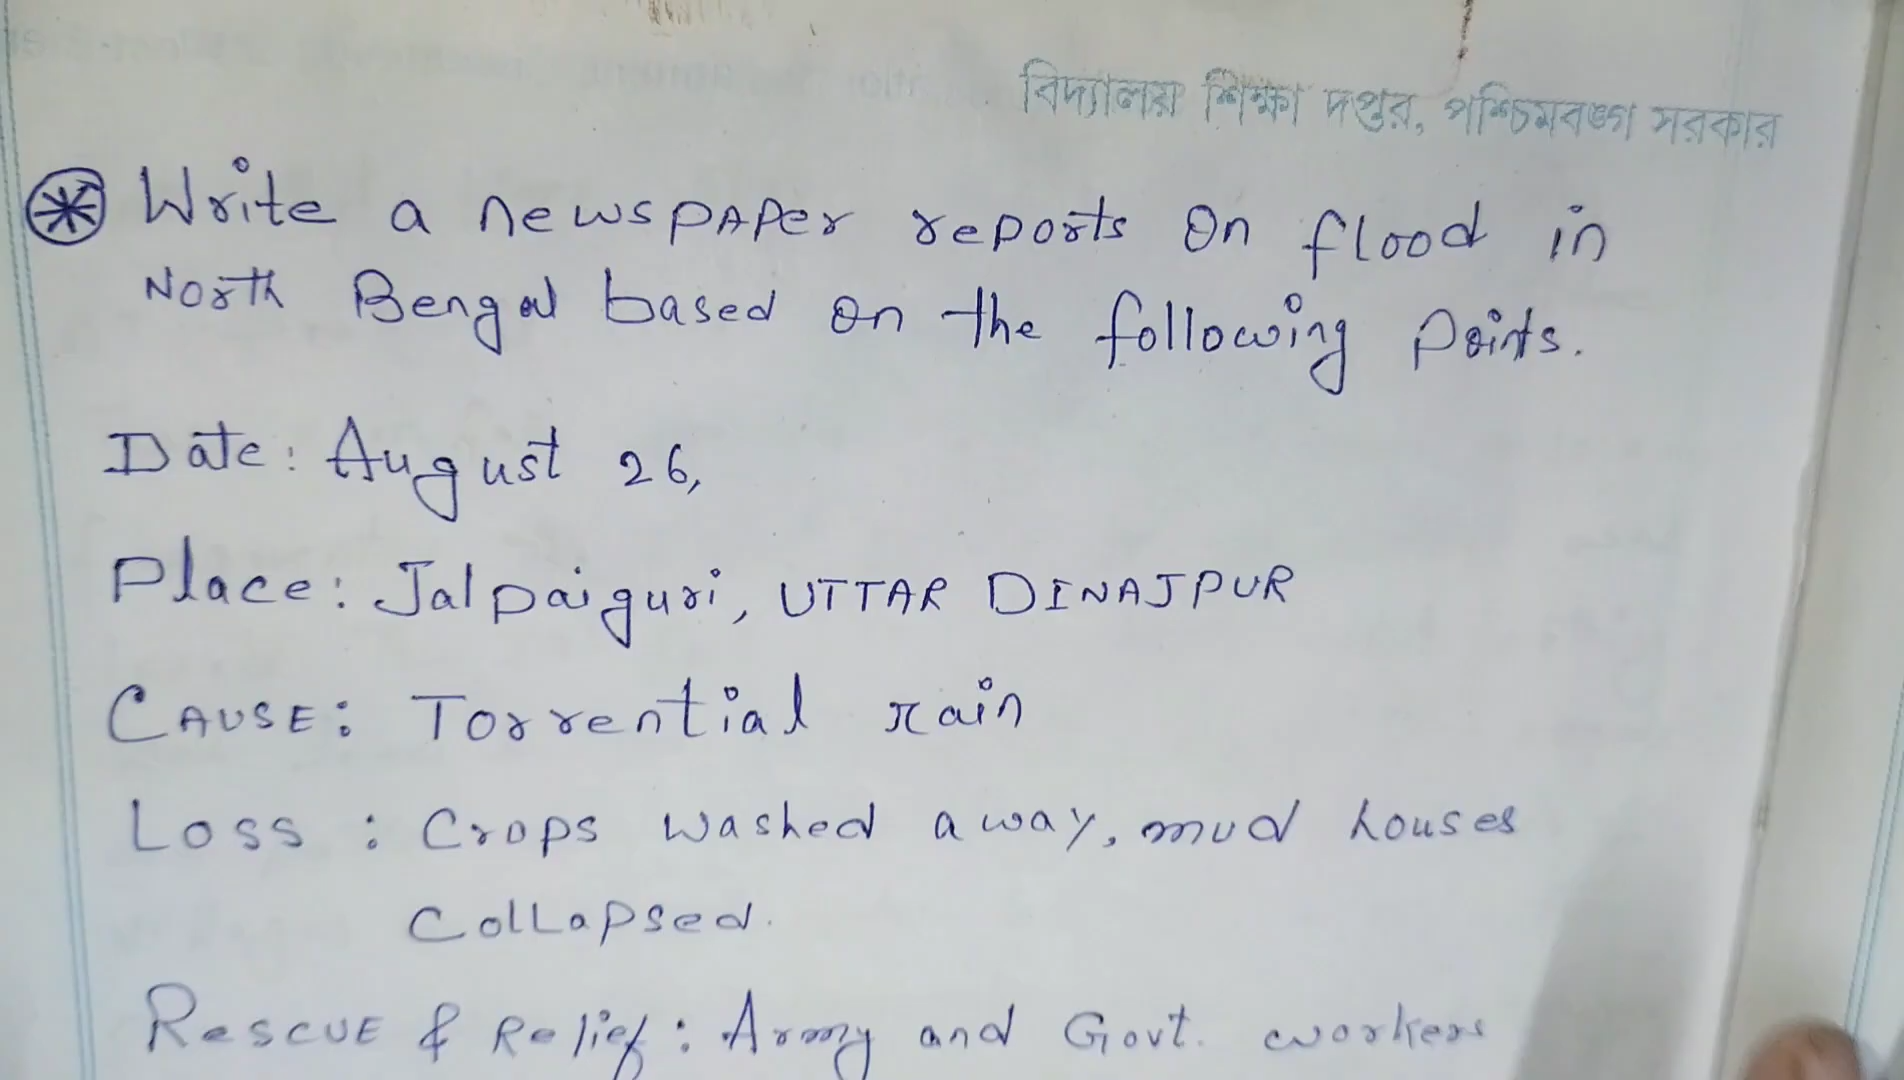 বিদ্যালয় শিক্ষা দপ্তর, পশ্চিমবঙ্গ সরকার
Write a newspaper reports on flood in
North Bengal based on the following points.
Date: August 26,
Place: Jalpaiguri, UTTAR DINAJPUR
CAUSE: Torrential rain
Loss : Crops washed away, mud houses
Collapsed.
RESCUE & Relief: Army and Govt. workers